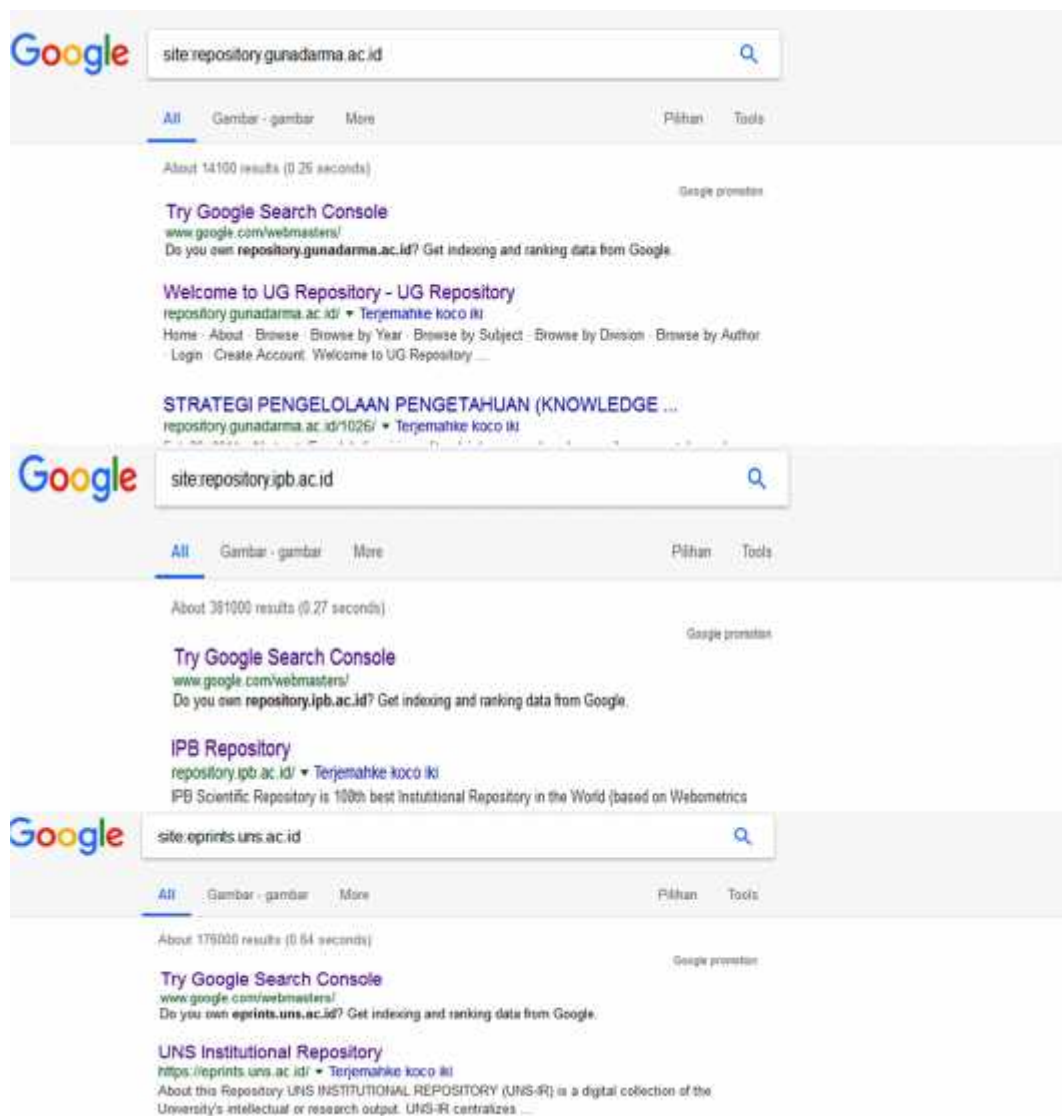 Google site:repository.gunadarma.ac.id
All Gambar - gambar More Pilihan Tools
About 14100 results (0.26 seconds)
Google promotion
Try Google Search Console
www.google.com/webmasters/
Do you own repository.gunadarma.ac.id? Get indexing and ranking data from Google.
Welcome to UG Repository - UG Repository
repository.gunadarma.ac.id/ ▾ Terjemahke koco iki
Home · About · Browse · Browse by Year · Browse by Subject · Browse by Division · Browse by Author
· Login · Create Account. Welcome to UG Repository ...
STRATEGI PENGELOLAAN PENGETAHUAN (KNOWLEDGE ...
repository.gunadarma.ac.id/1026/ ▾ Terjemahke koco iki
Google site:repository.ipb.ac.id
All Gambar - gambar More Pilihan Tools
About 381000 results (0.27 seconds)
Google promotion
Try Google Search Console
www.google.com/webmasters/
Do you own repository.ipb.ac.id? Get indexing and ranking data from Google.
IPB Repository
repository.ipb.ac.id/ ▾ Terjemahke koco iki
IPB Scientific Repository is 108th best Instutitional Repository in the World (based on Webometrics
Google site:eprints.uns.ac.id
All Gambar - gambar More Pilihan Tools
About 176000 results (0.64 seconds)
Google promotion
Try Google Search Console
www.google.com/webmasters/
Do you own eprints.uns.ac.id? Get indexing and ranking data from Google.
UNS Institutional Repository
https://eprints.uns.ac.id/ ▾ Terjemahke koco iki
About this Repository UNS INSTITUTIONAL REPOSITORY (UNS-IR) is a digital collection of the
University's intellectual or research output. UNS-IR centralizes ...